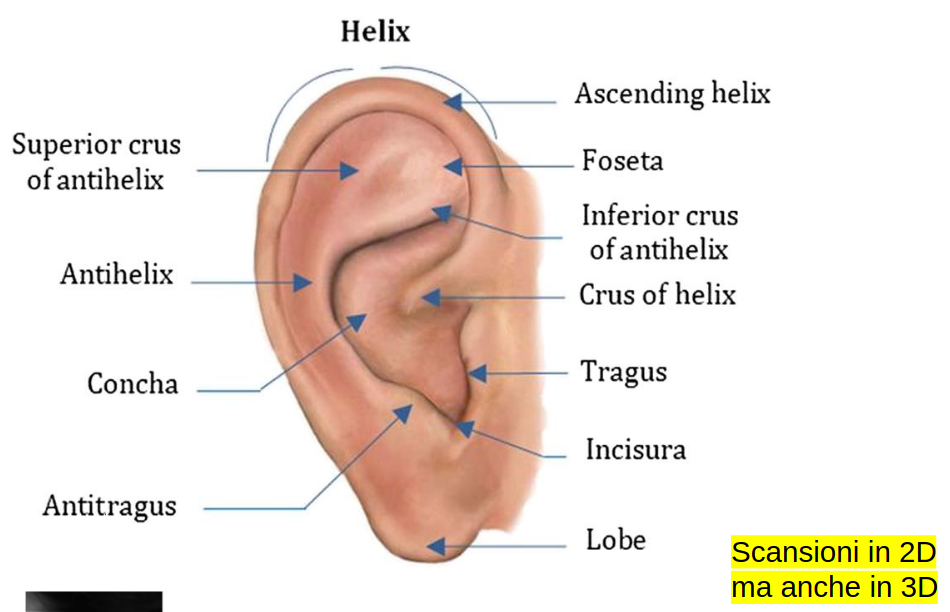 Helix
Ascending helix
Superior crus
of antihelix
Foseta
Inferior crus
of antihelix
Antihelix
Crus of helix
Concha
Tragus
Incisura
Antitragus
Lobe
Scansioni in 2D
ma anche in 3D